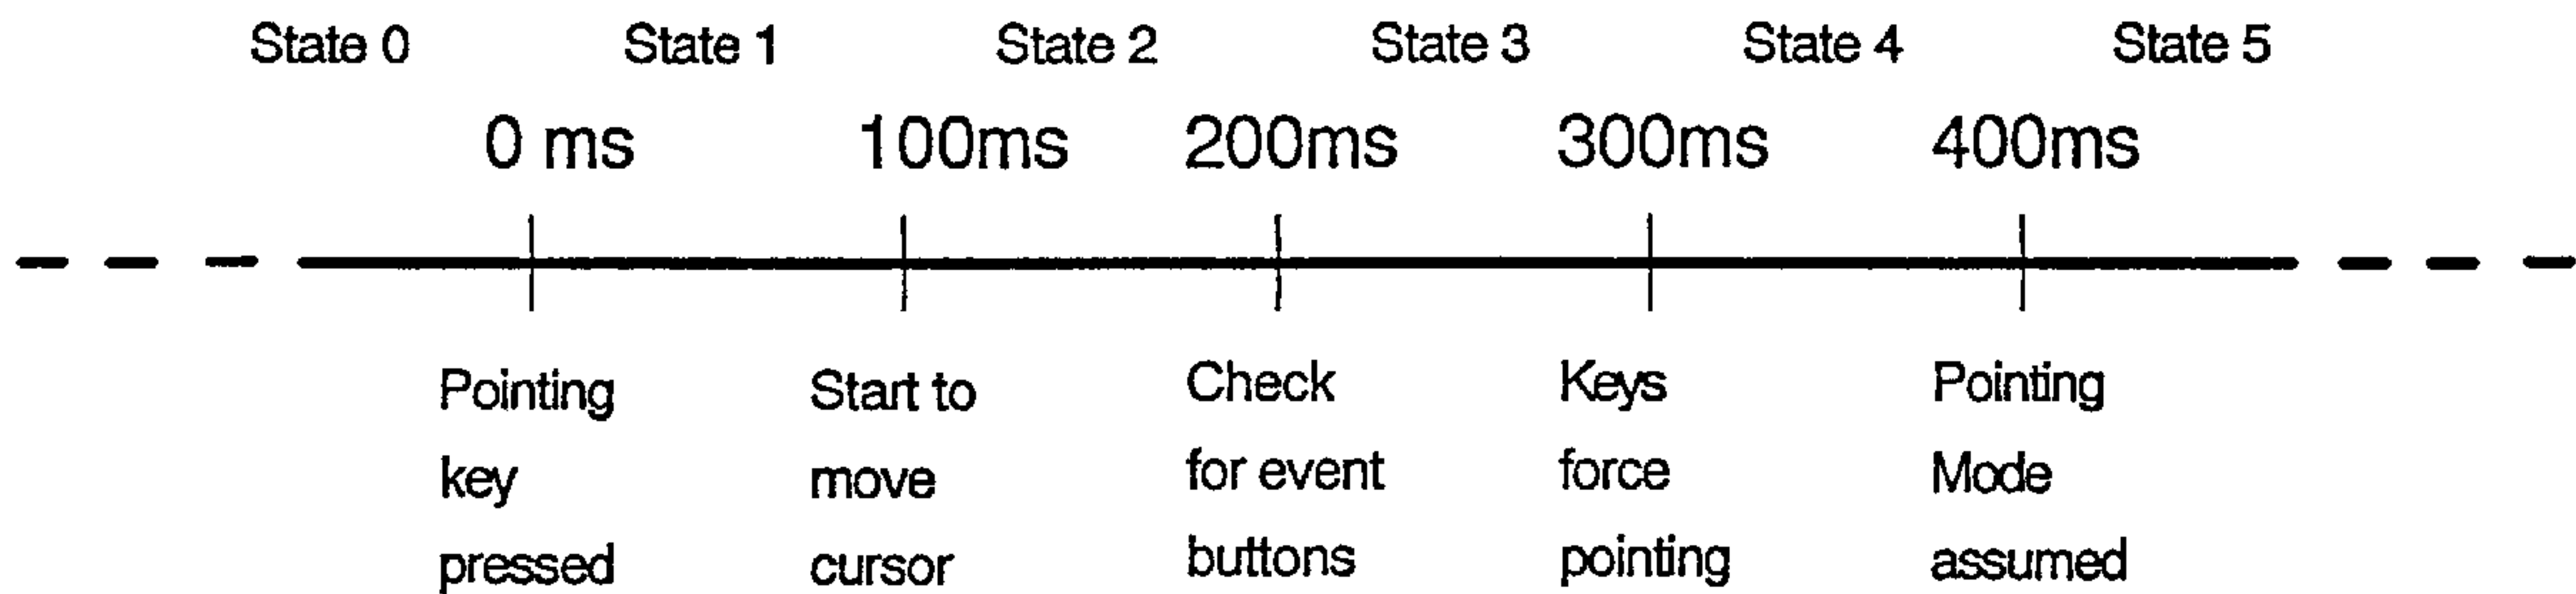 State 0 State 1 State 2 State 3 State 4 State 5
0 ms 100ms 200ms 300ms 400ms
Pointing Start to Check Keys Pointing
key move for event force Mode
pressed cursor buttons pointing assumed